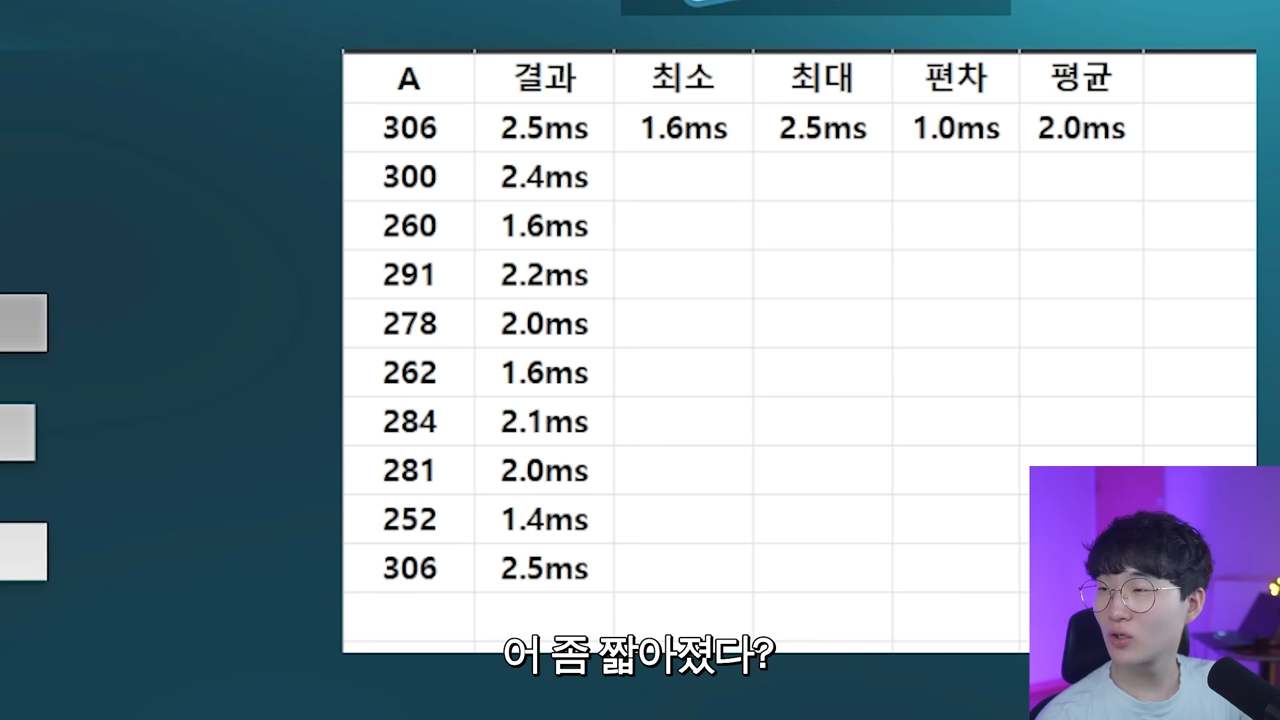 A 결과 최소 최대 편차 평균
306 2.5ms 1.6ms 2.5ms 1.0ms 2.0ms
300 2.4ms
260 1.6ms
291 2.2ms
278 2.0ms
262 1.6ms
284 2.1ms
281 2.0ms
252 1.4ms
306 2.5ms
어 좀 짧아졌다?